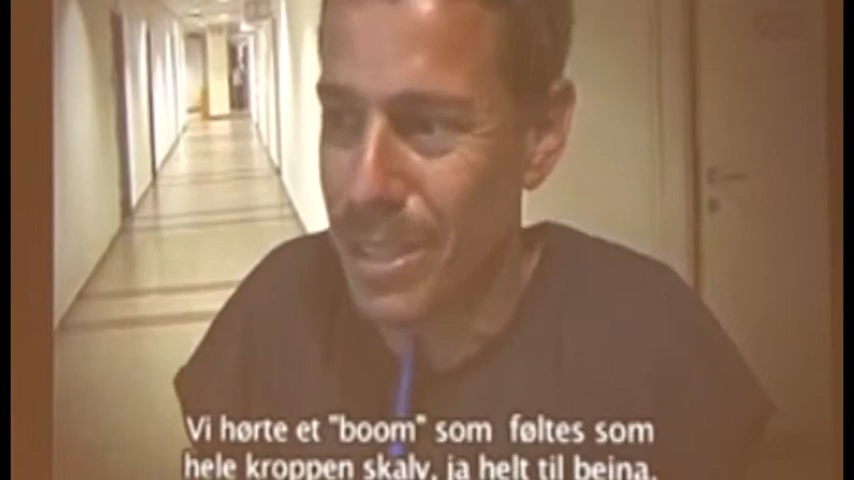 Vi hørte et "boom" som føltes som
hele kroppen skalv, ja helt til beina.